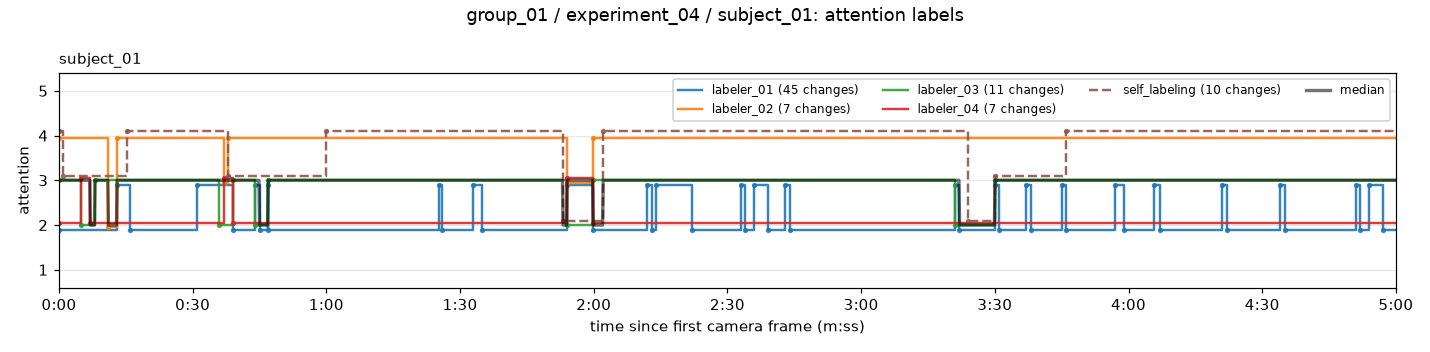 group_01 / experiment_04 / subject_01: attention labels
subject_01
labeler_01 (45 changes)
labeler_02 (7 changes)
labeler_03 (11 changes)
labeler_04 (7 changes)
self_labeling (10 changes)
median
attention
5
4
3
2
1
0:00 0:30 1:00 1:30 2:00 2:30 3:00 3:30 4:00 4:30 5:00
time since first camera frame (m:ss)